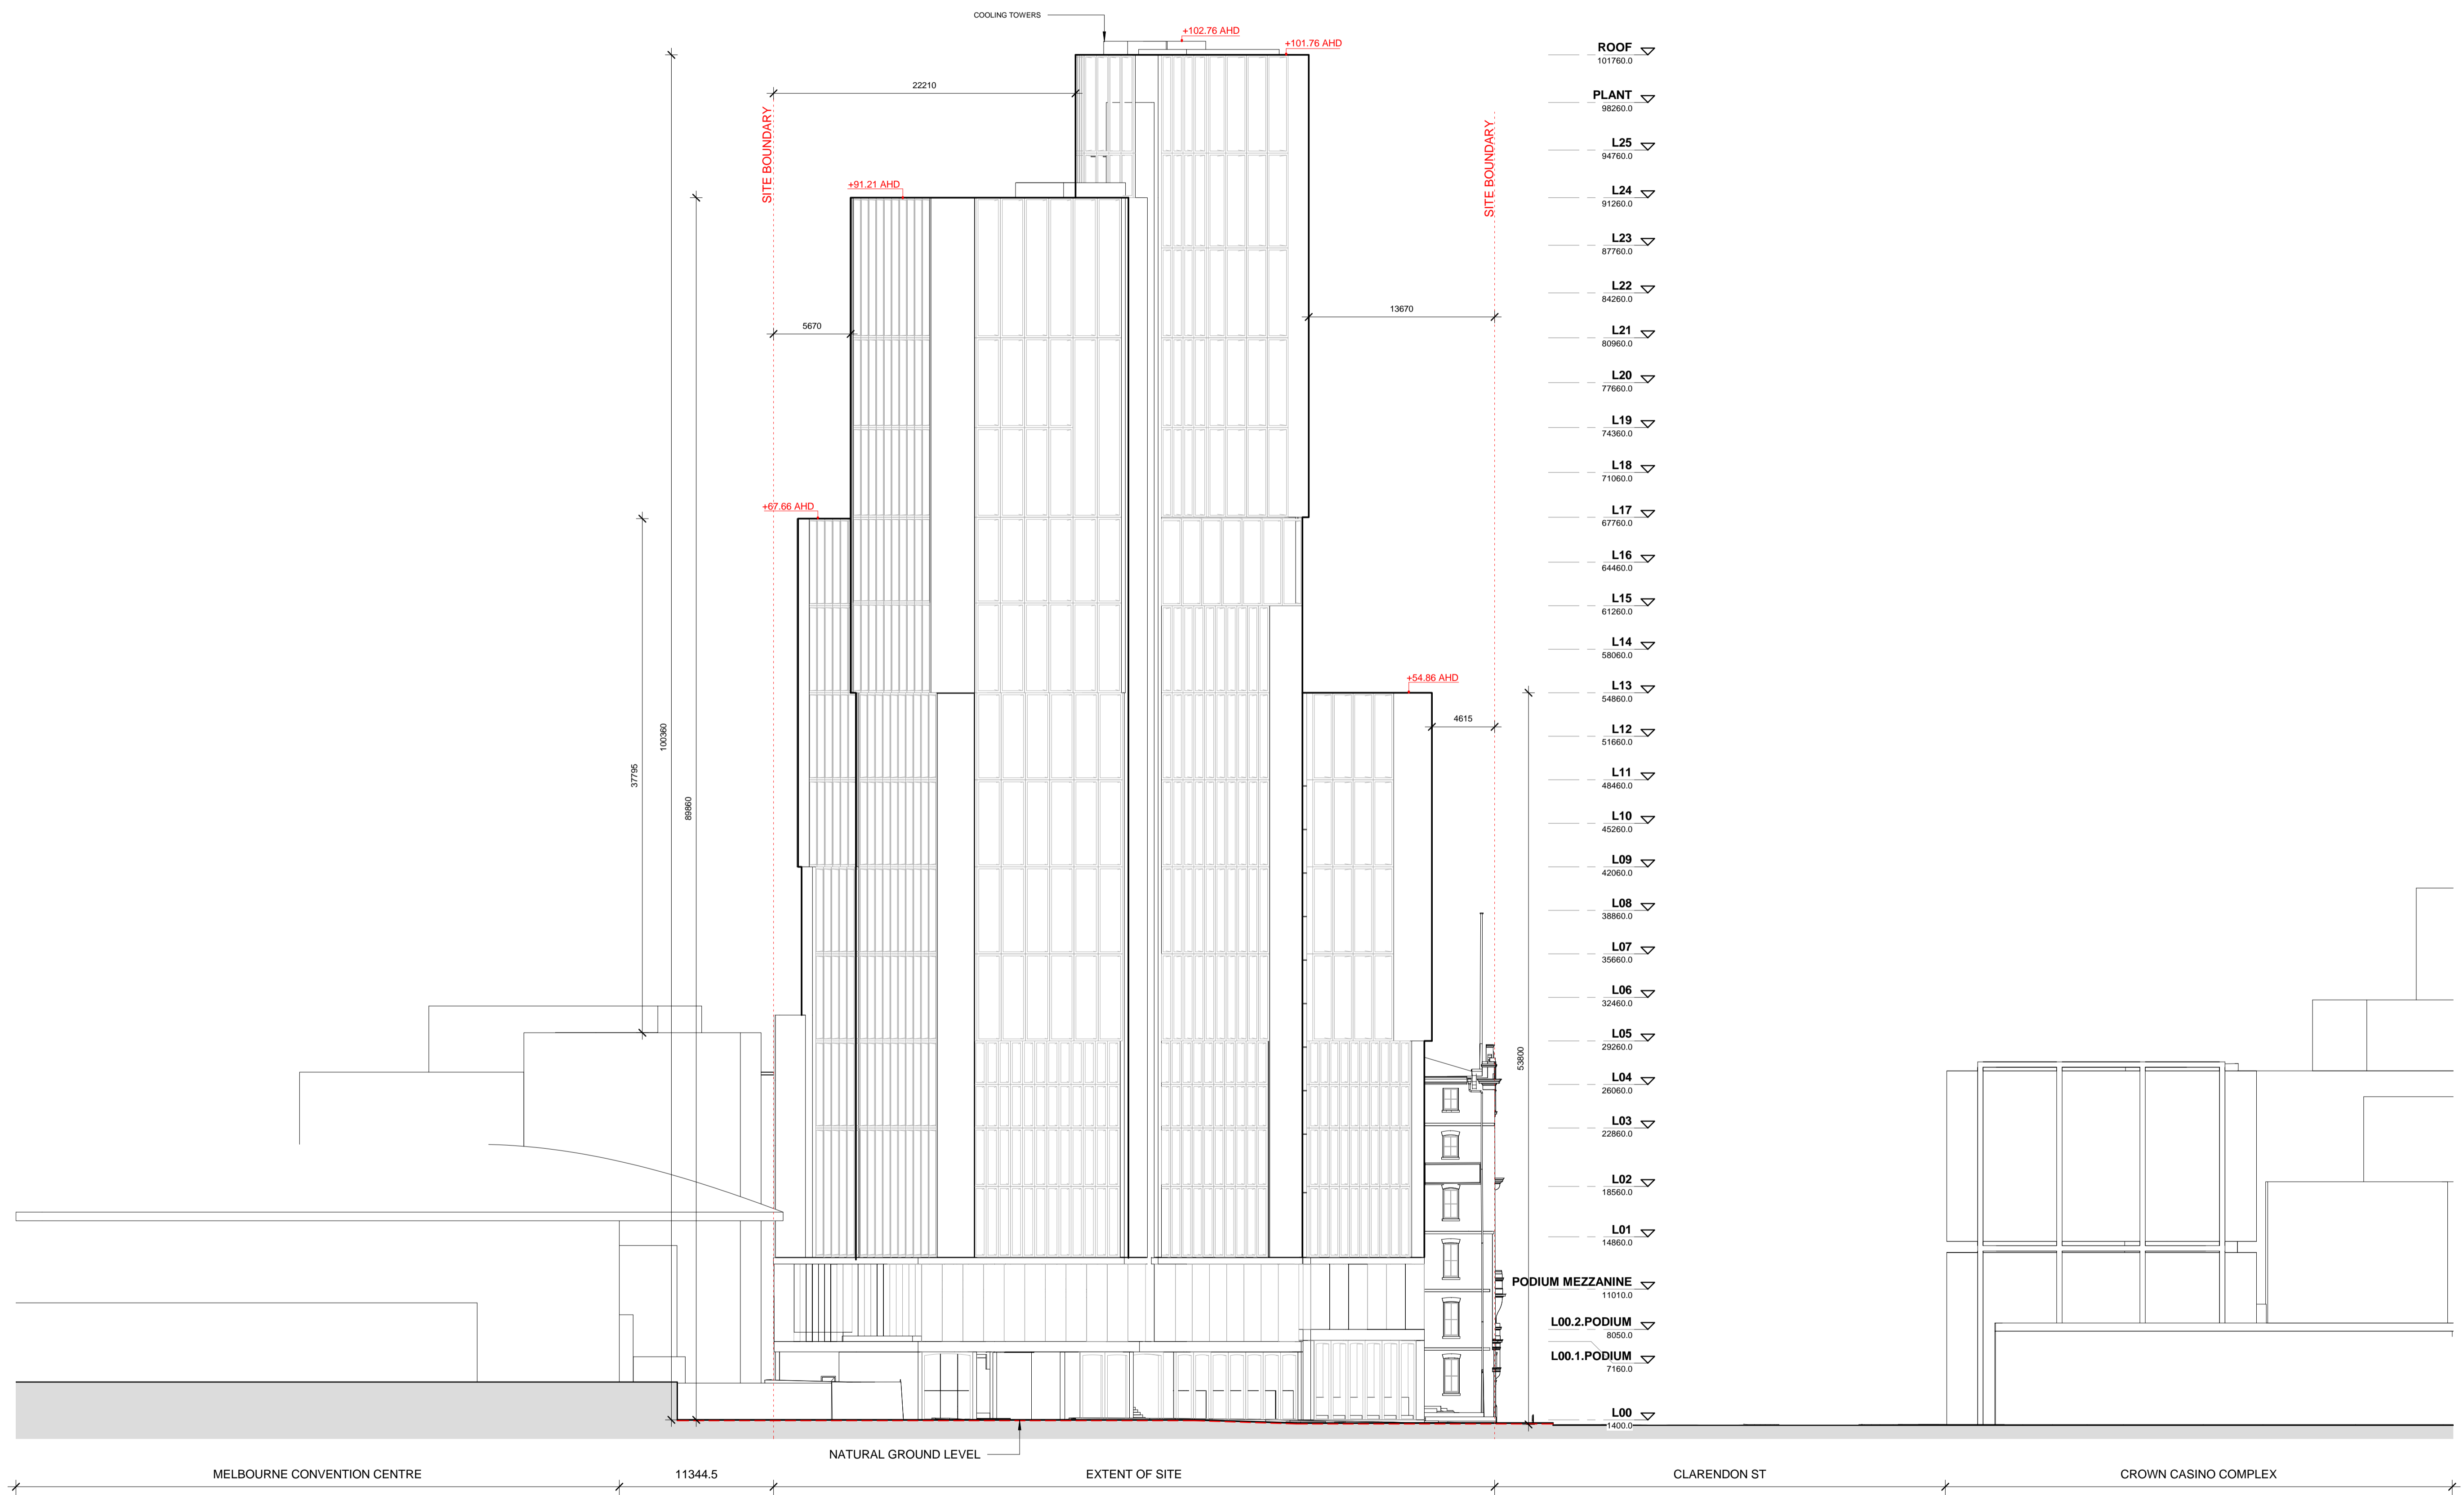 COOLING TOWERS
+102.76 AHD
+101.76 AHD
ROOF
101760.0
22210
PLANT
98260.0
SITE BOUNDARY
SITE BOUNDARY
L25
94760.0
+91.21 AHD
L24
91260.0
L23
87760.0
L22
84260.0
13670
5670
L21
80960.0
L20
77660.0
L19
74360.0
L18
71060.0
+67.66 AHD
L17
67760.0
L16
64460.0
L15
61260.0
L14
58060.0
+54.86 AHD
L13
54860.0
4615
L12
51660.0
100360
37795
L11
48460.0
89860
L10
45260.0
L09
42060.0
L08
38860.0
L07
35660.0
L06
32460.0
L05
29260.0
53800
L04
26060.0
L03
22860.0
L02
18560.0
L01
14860.0
PODIUM MEZZANINE
11010.0
L00.2.PODIUM
8050.0
L00.1.PODIUM
7160.0
L00
1400.0
NATURAL GROUND LEVEL
MELBOURNE CONVENTION CENTRE
11344.5
EXTENT OF SITE
CLARENDON ST
CROWN CASINO COMPLEX